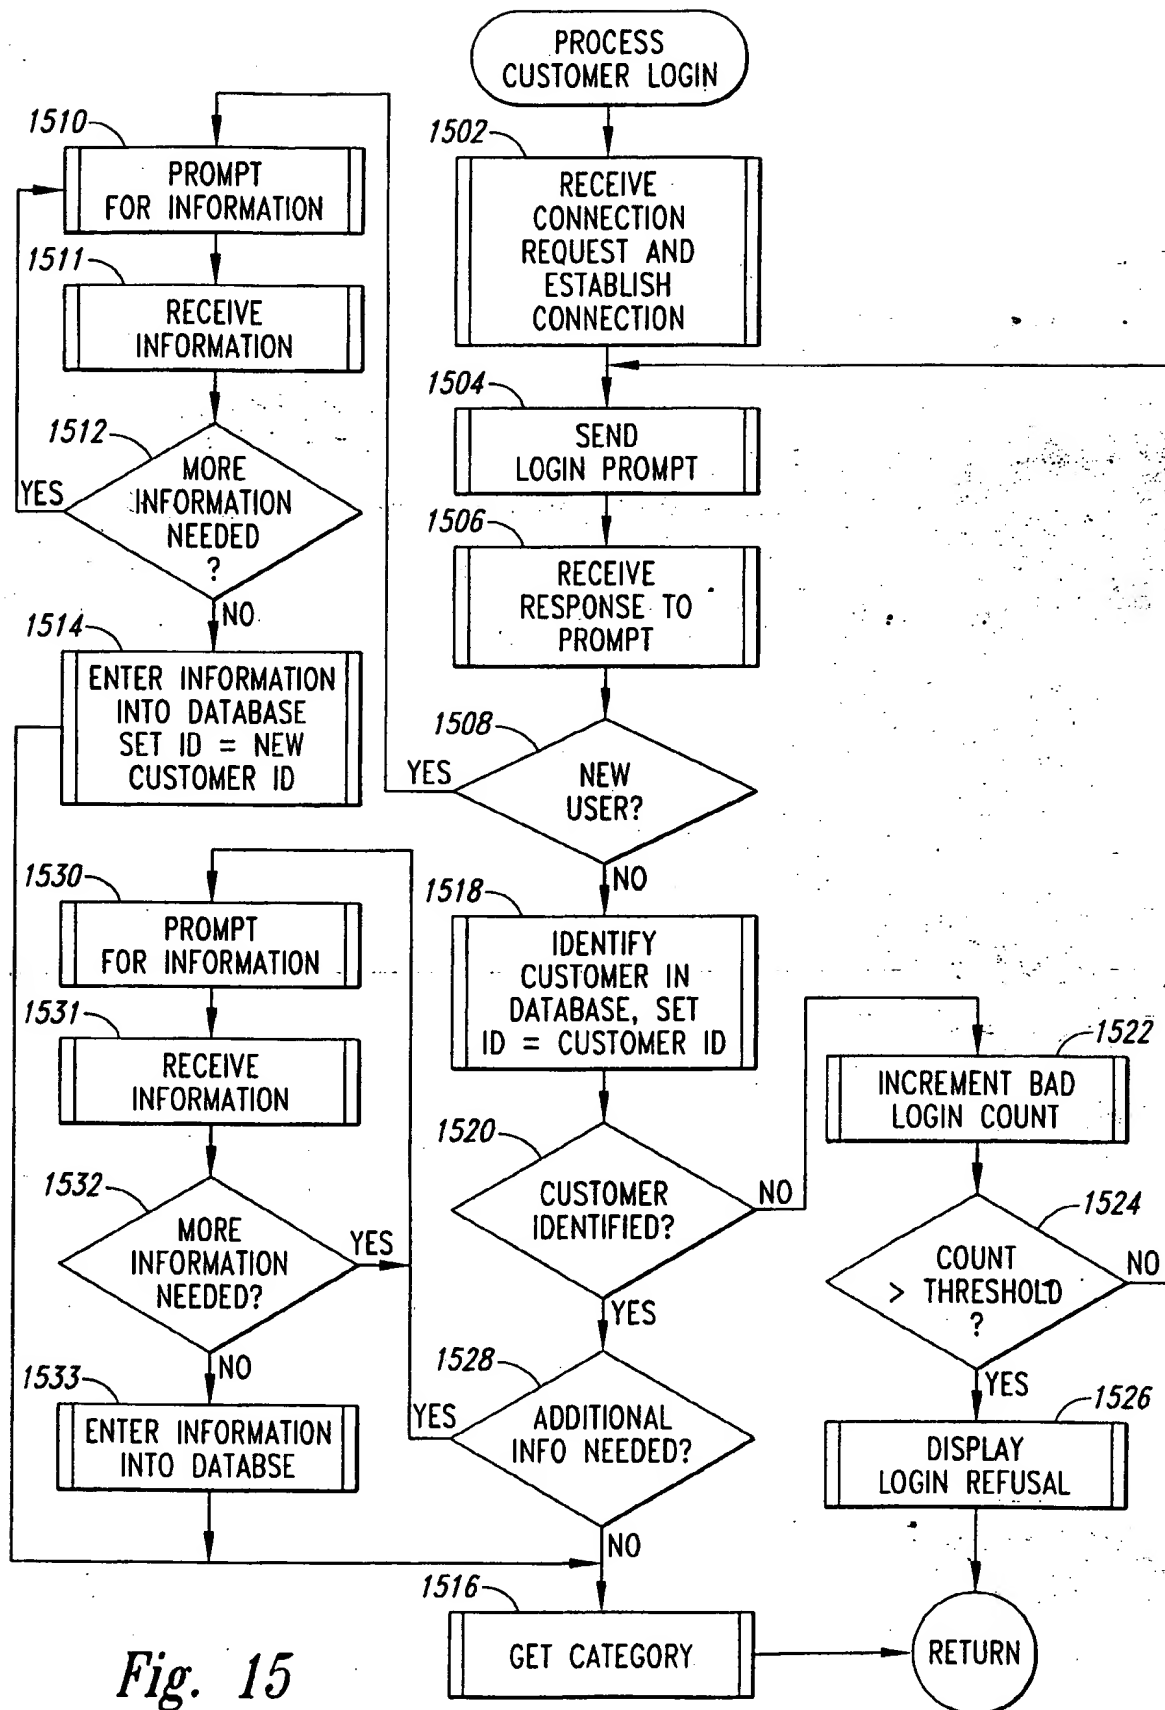 PROCESS
CUSTOMER LOGIN
1502
RECEIVE
CONNECTION
REQUEST AND
ESTABLISH
CONNECTION
1504
SEND
LOGIN PROMPT
1506
RECEIVE
RESPONSE TO
PROMPT
1508
NEW
USER?
YES
NO
1510
PROMPT
FOR INFORMATION
1511
RECEIVE
INFORMATION
1512
MORE
INFORMATION
NEEDED
?
YES
NO
1514
ENTER INFORMATION
INTO DATABASE
SET ID = NEW
CUSTOMER ID
1518
IDENTIFY
CUSTOMER IN
DATABASE, SET
ID = CUSTOMER ID
1520
CUSTOMER
IDENTIFIED?
NO
YES
1522
INCREMENT BAD
LOGIN COUNT
1524
COUNT
> THRESHOLD
?
NO
YES
1526
DISPLAY
LOGIN REFUSAL
1528
ADDITIONAL
INFO NEEDED?
YES
NO
1530
PROMPT
FOR INFORMATION
1531
RECEIVE
INFORMATION
1532
MORE
INFORMATION
NEEDED?
YES
NO
1533
ENTER INFORMATION
INTO DATABSE
1516
GET CATEGORY
RETURN
Fig. 15